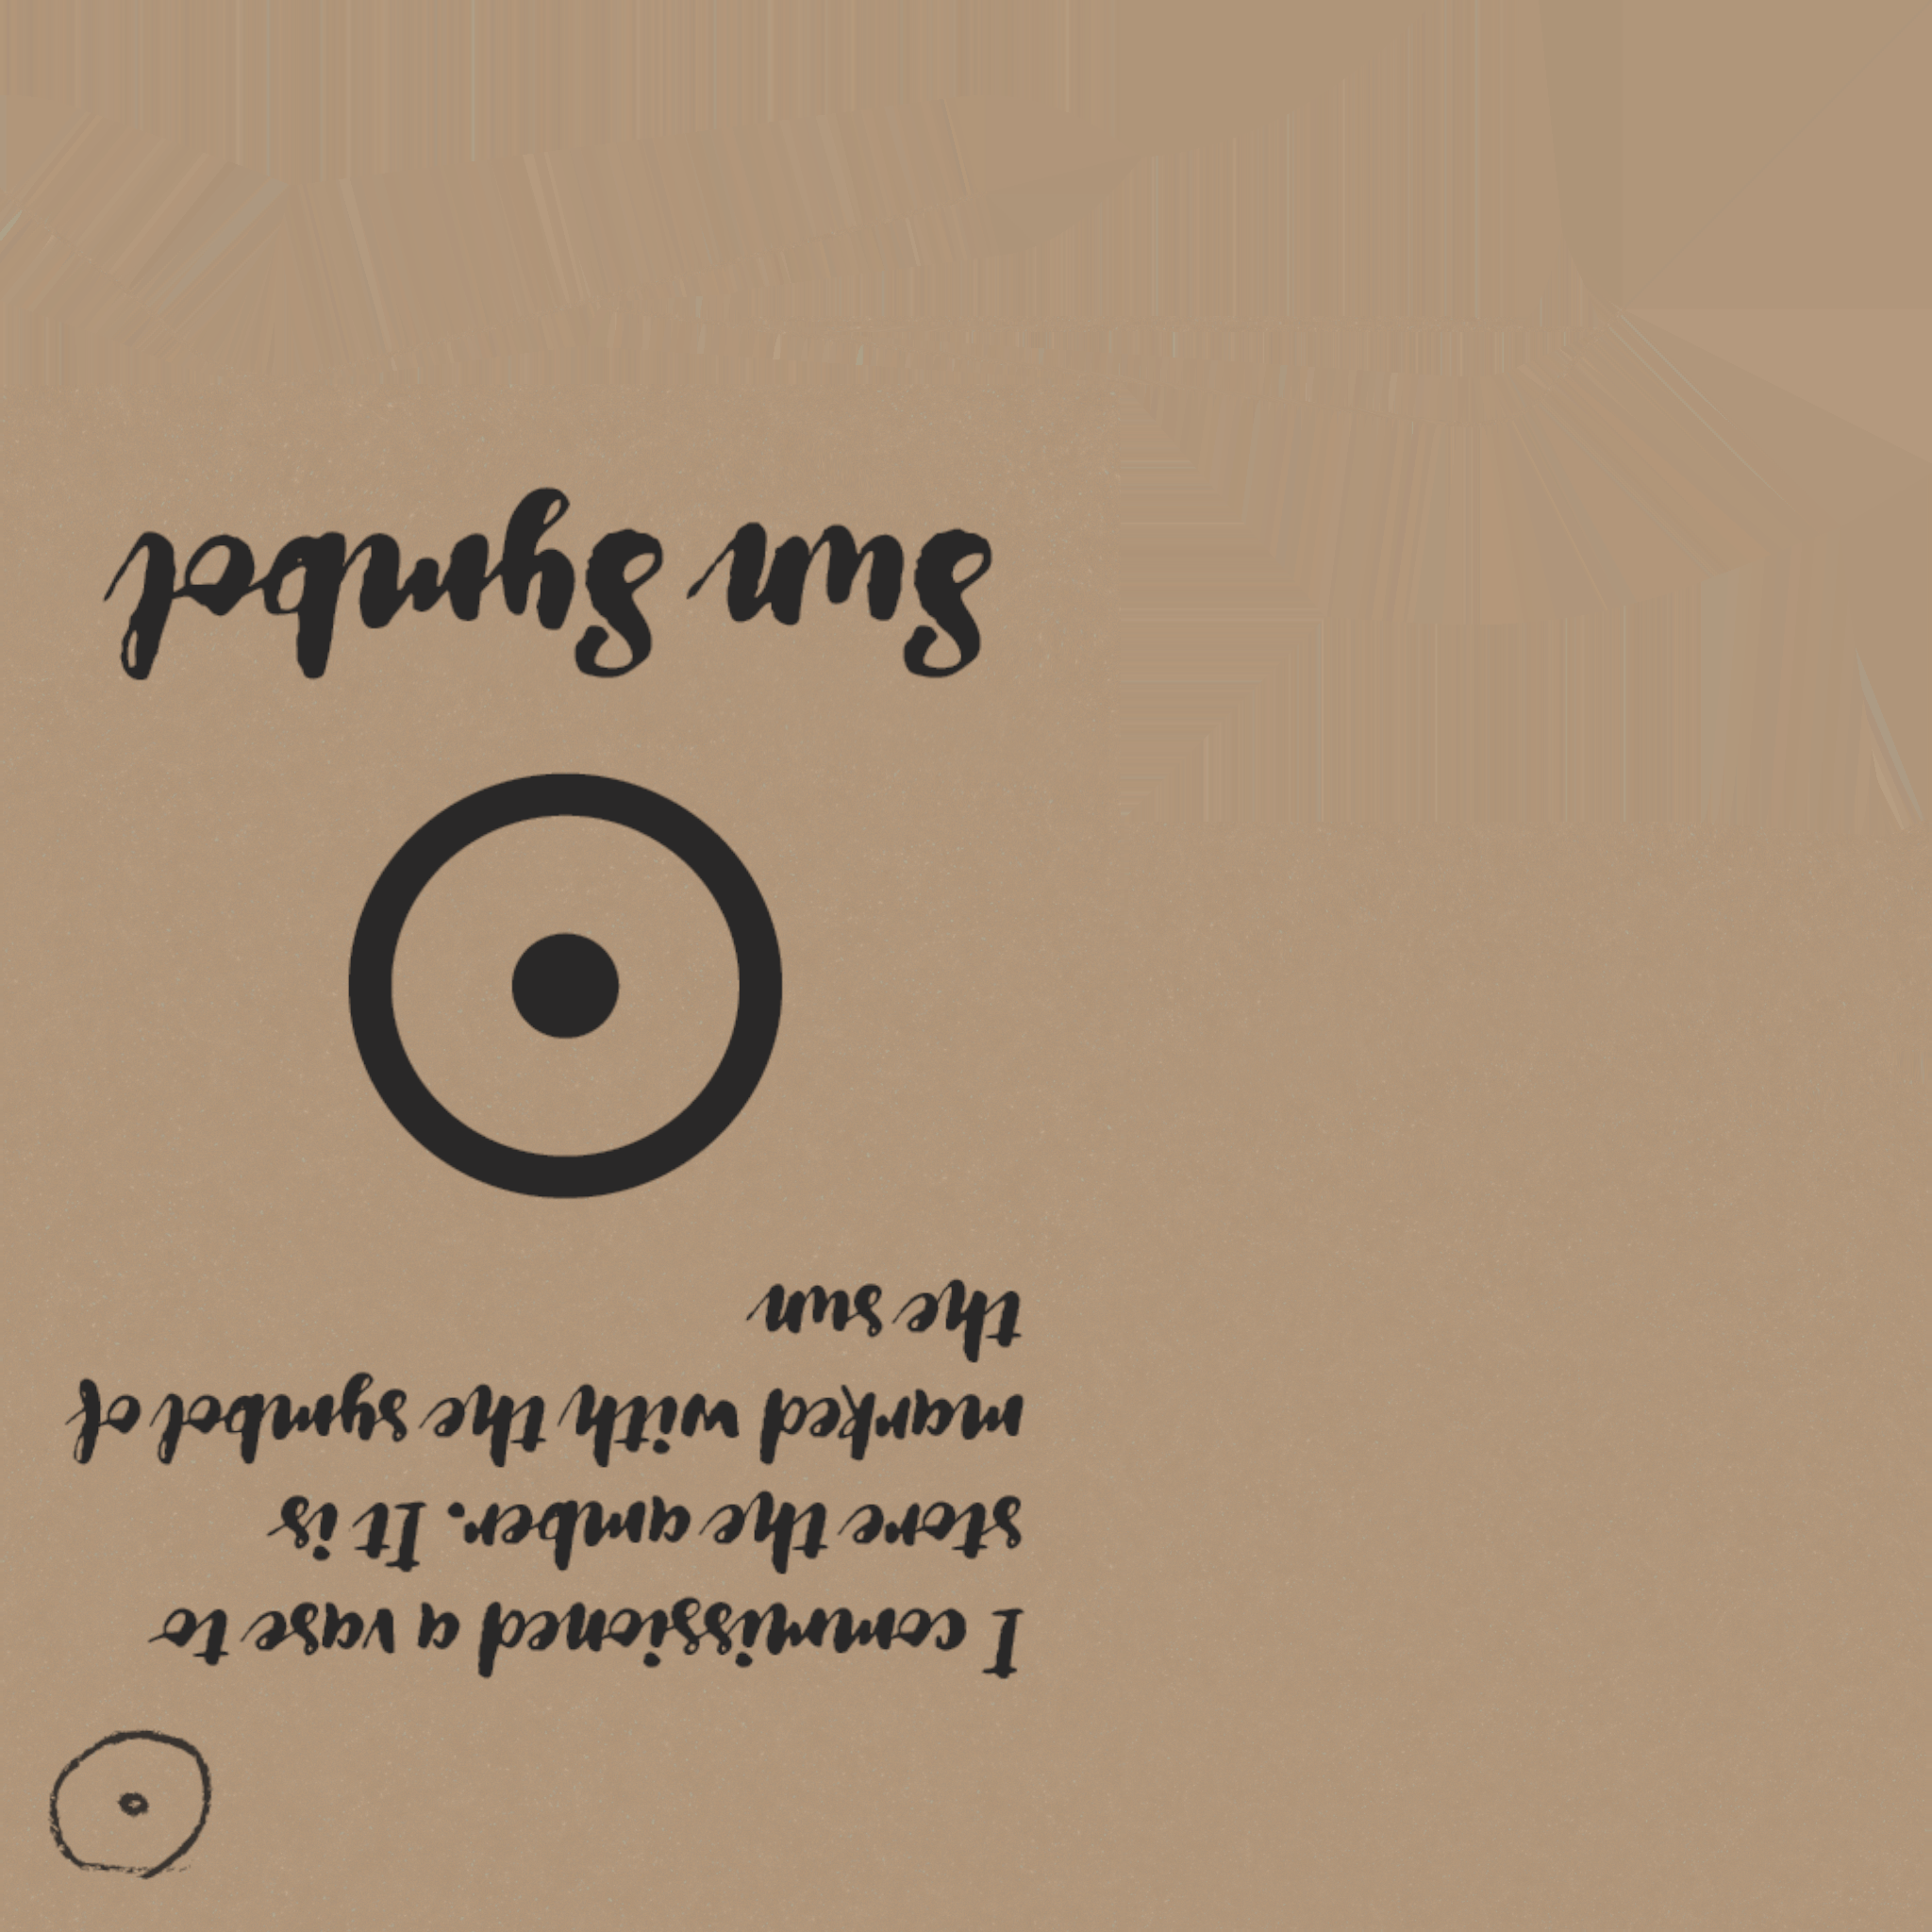 I commissioned a vase to
store the amber. It is
marked with the symbol of
the sun
Sun Symbol